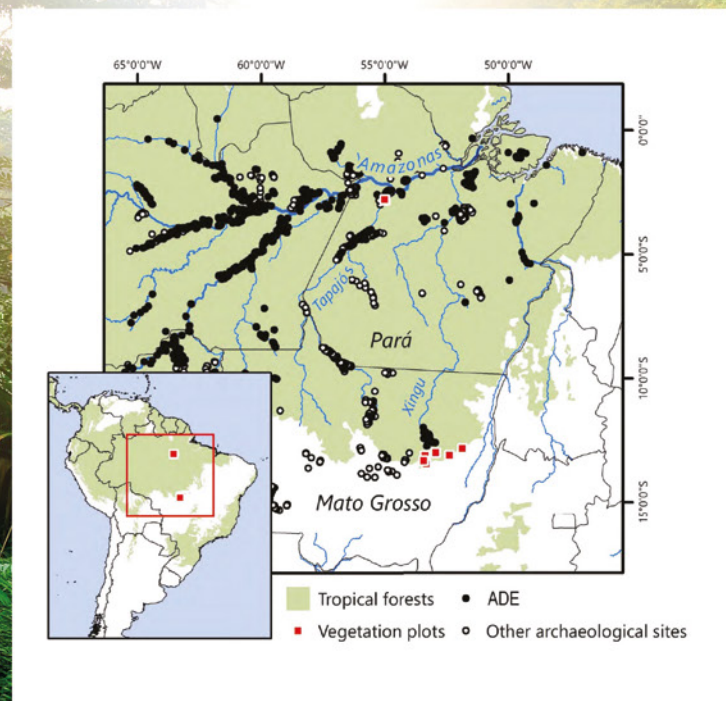 65°0'0"W 60°0'0"W 55°0'0"W 50°0'0"W
0°0'0"
5°0'0"S
10°0'0"S
15°0'0"S
Amazonas
Tapajós
Pará
Xingu
Mato Grosso
Tropical forests
ADE
Vegetation plots
Other archaeological sites